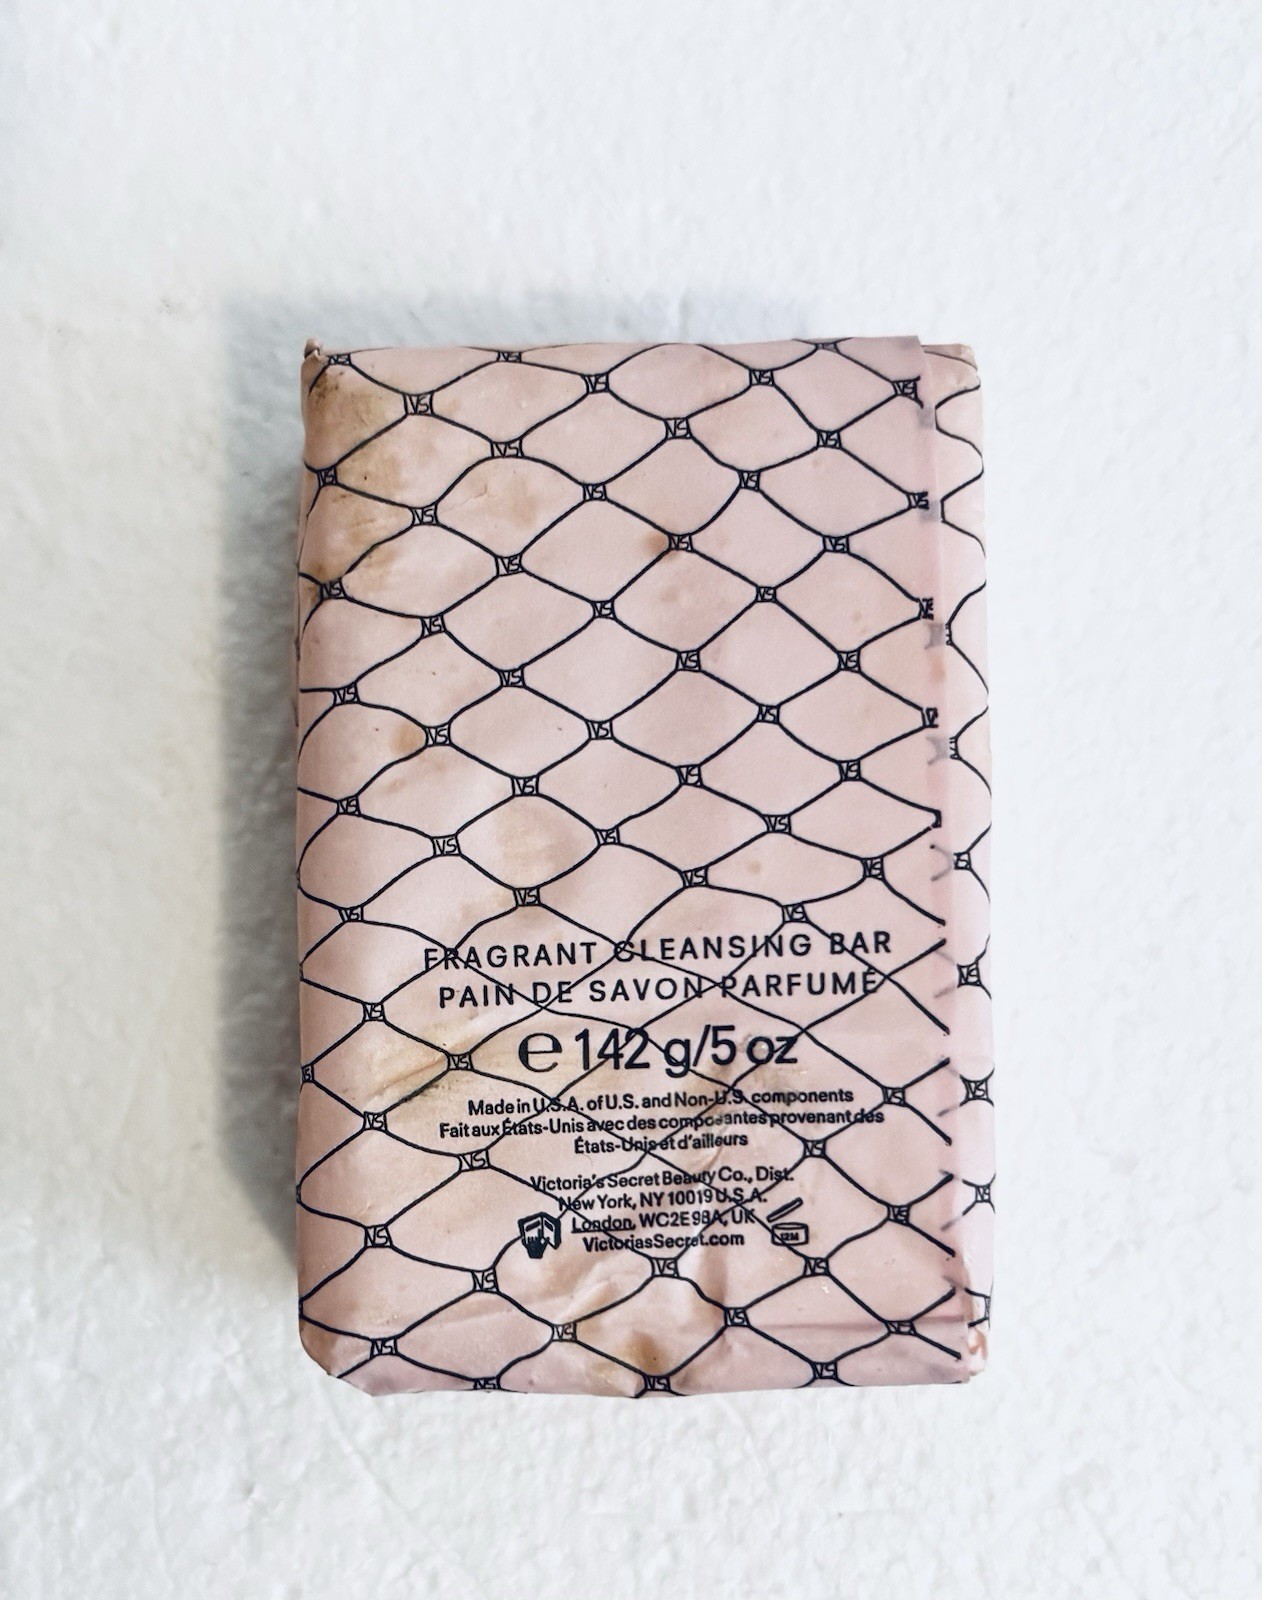 FRAGRANT CLEANSING BAR
PAIN DE SAVON PARFUMÉ
℮ 142 g/5 oz
Made in U.S.A. of U.S. and Non-U.S. components
Fait aux États-Unis avec des composantes provenant des
États-Unis et d'ailleurs
Victoria's Secret Beauty Co., Dist.
New York, NY 10019 U.S.A.
London, WC2E 9BA, UK
VictoriasSecret.com
12M
VS